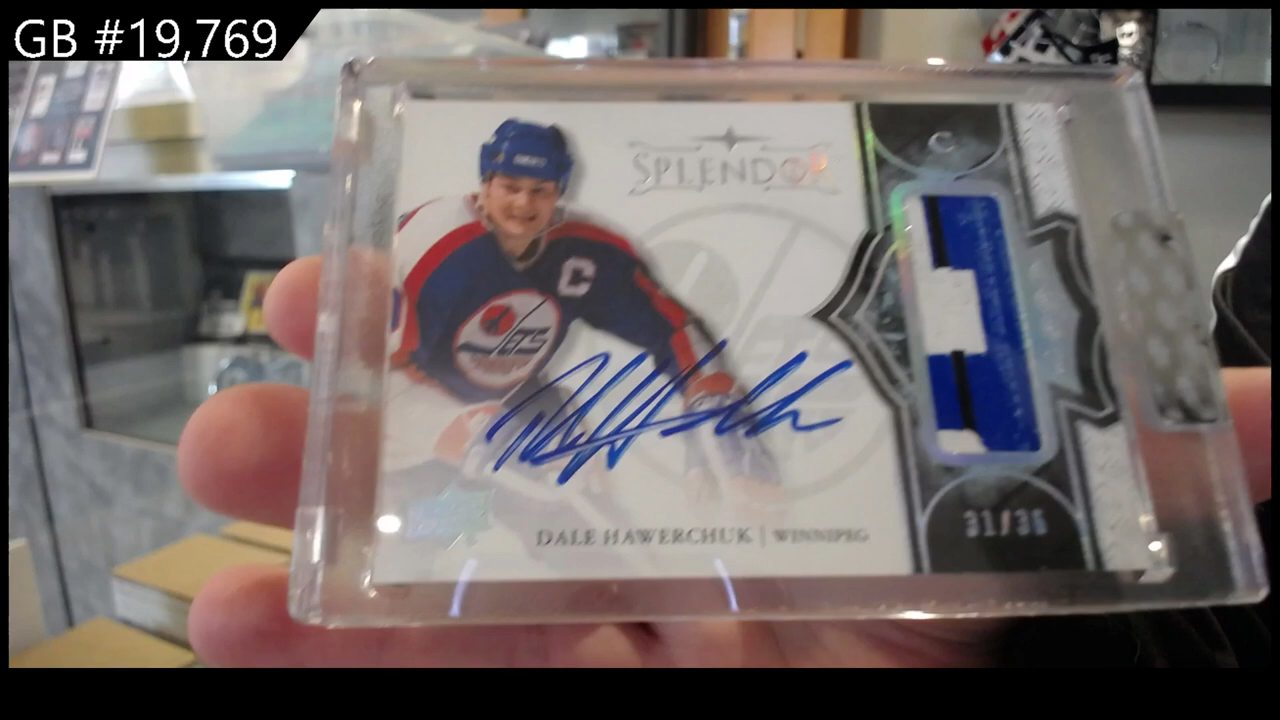 GB #19,769
SPLENDOR
C
C
JETS
DALE HAWERCHUK | WINNIPEG
31/35